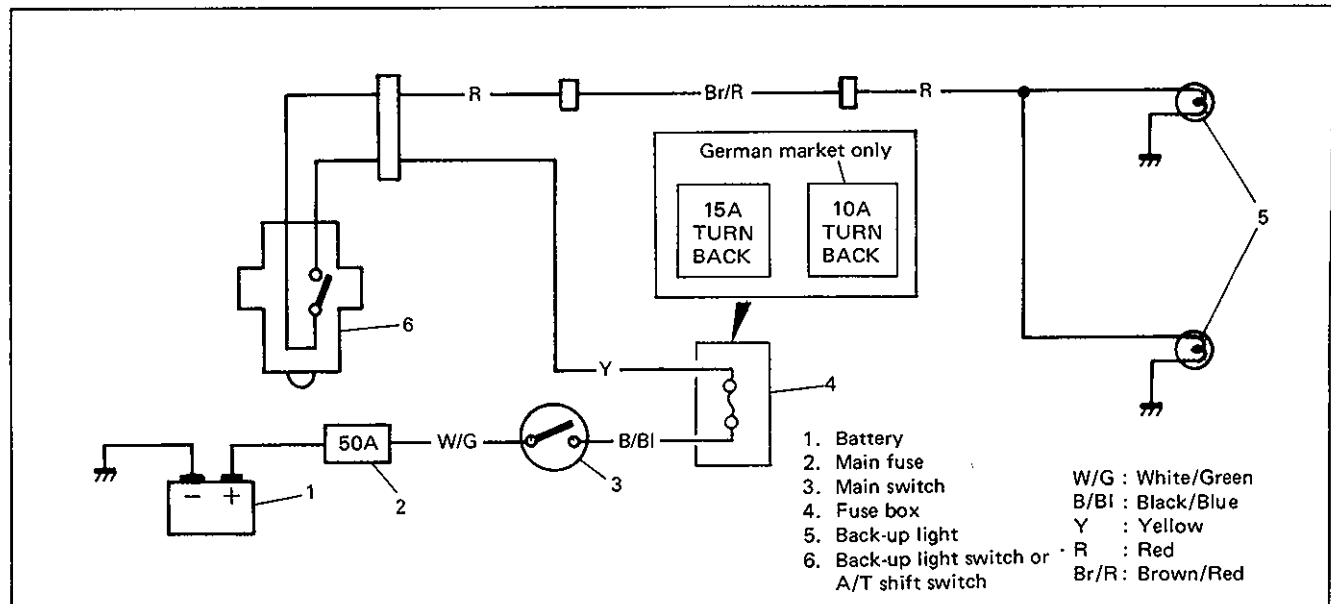 R
Br/R
R
German market only
15A
TURN
BACK
10A
TURN
BACK
5
6
Y
4
50A
W/G
B/Bl
− +
1
2
3
1. Battery
2. Main fuse
3. Main switch
4. Fuse box
5. Back-up light
6. Back-up light switch or
A/T shift switch
W/G : White/Green
B/Bl : Black/Blue
Y : Yellow
R : Red
Br/R : Brown/Red